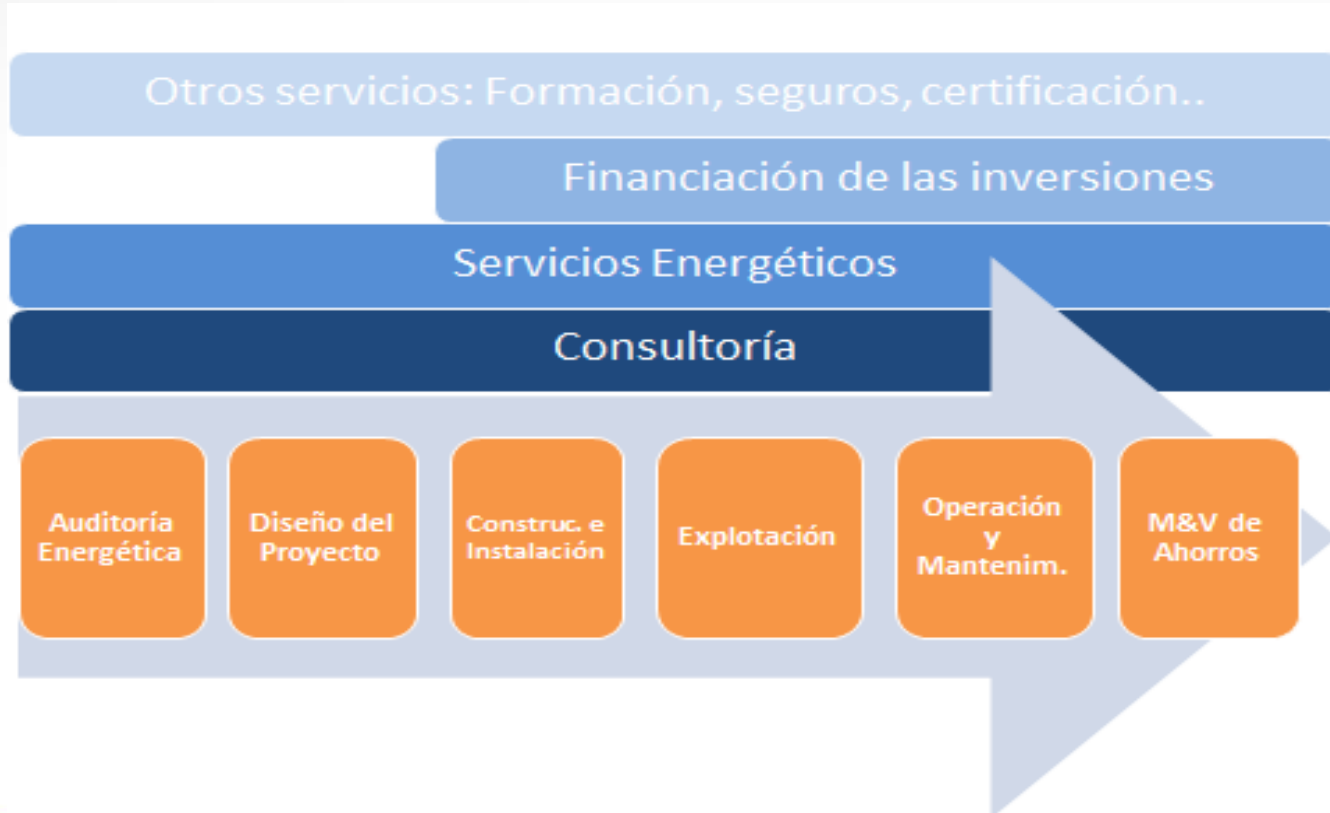 Otros servicios: Formación, seguros, certificación..
Financiación de las inversiones
Servicios Energéticos
Consultoría
Auditoría
Energética
Diseño del
Proyecto
Construc. e
Instalación
Explotación
Operación
y
Mantenim.
M&V de
Ahorros